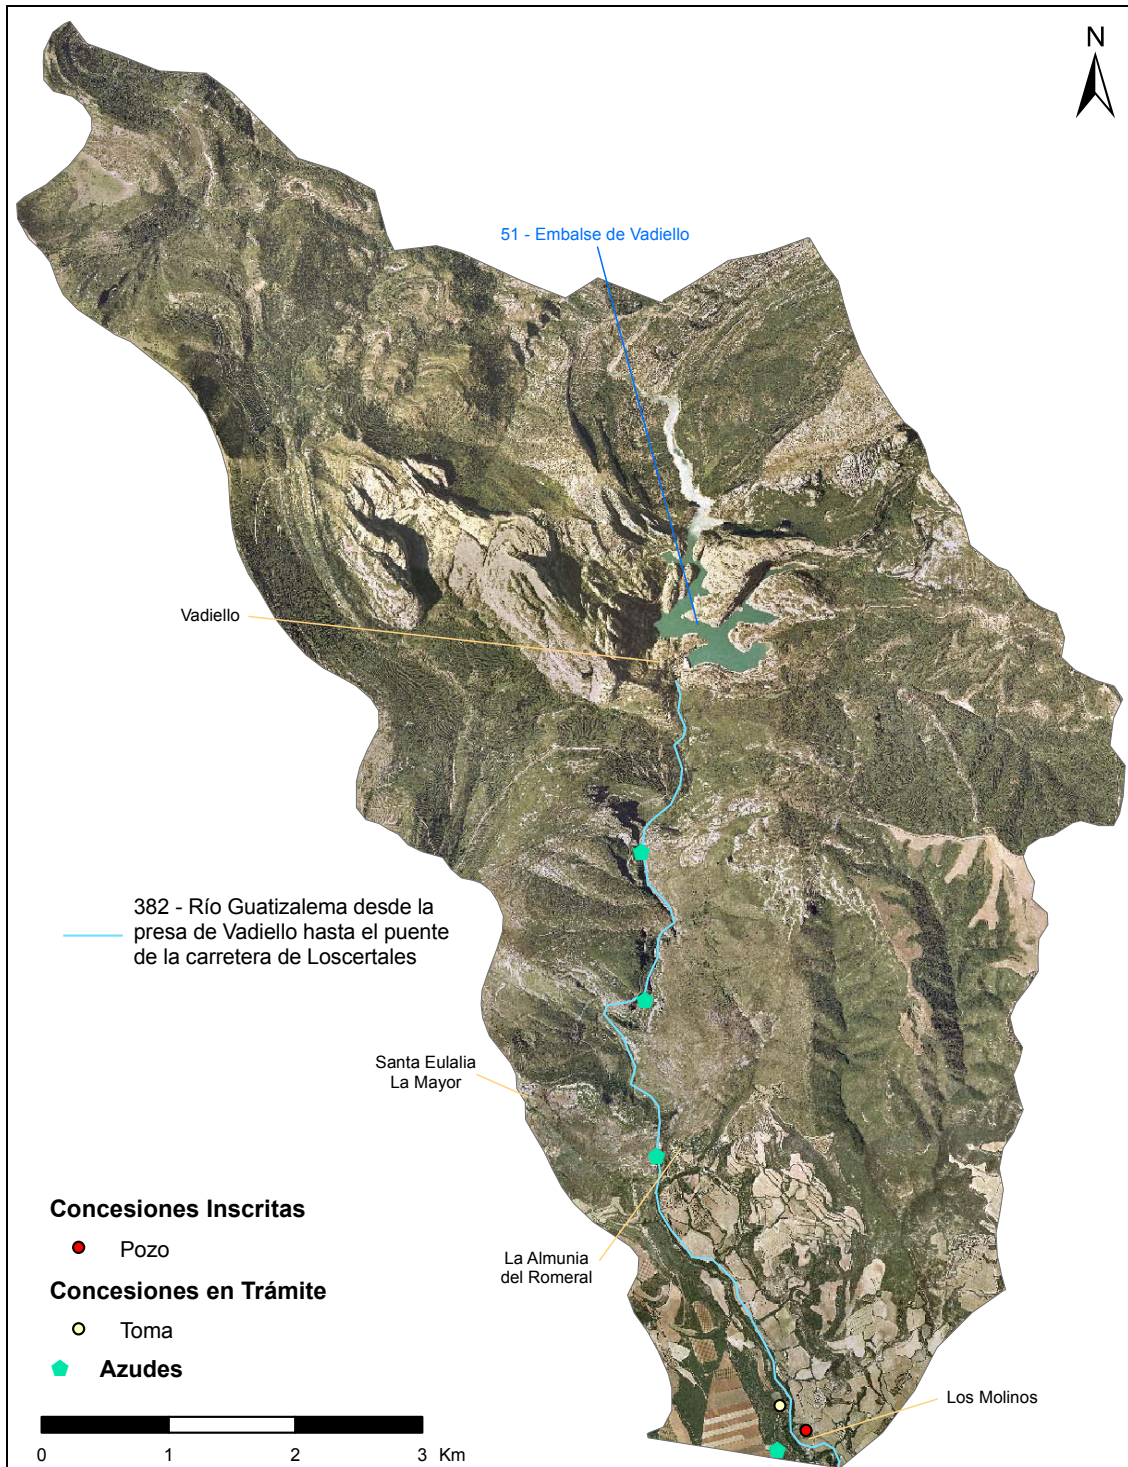 N
51 - Embalse de Vadiello
Vadiello
382 - Río Guatizalema desde la
presa de Vadiello hasta el puente
de la carretera de Loscertales
Santa Eulalia
La Mayor
La Almunia
del Romeral
Los Molinos
Concesiones Inscritas
Pozo
Concesiones en Trámite
Toma
Azudes
0 1 2 3 Km